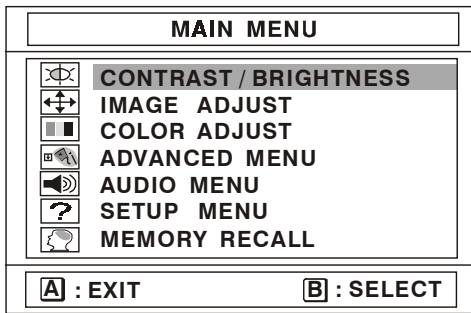 MAIN MENU
CONTRAST / BRIGHTNESS
IMAGE ADJUST
COLOR ADJUST
ADVANCED MENU
AUDIO MENU
? SETUP MENU
MEMORY RECALL
A : EXIT B : SELECT